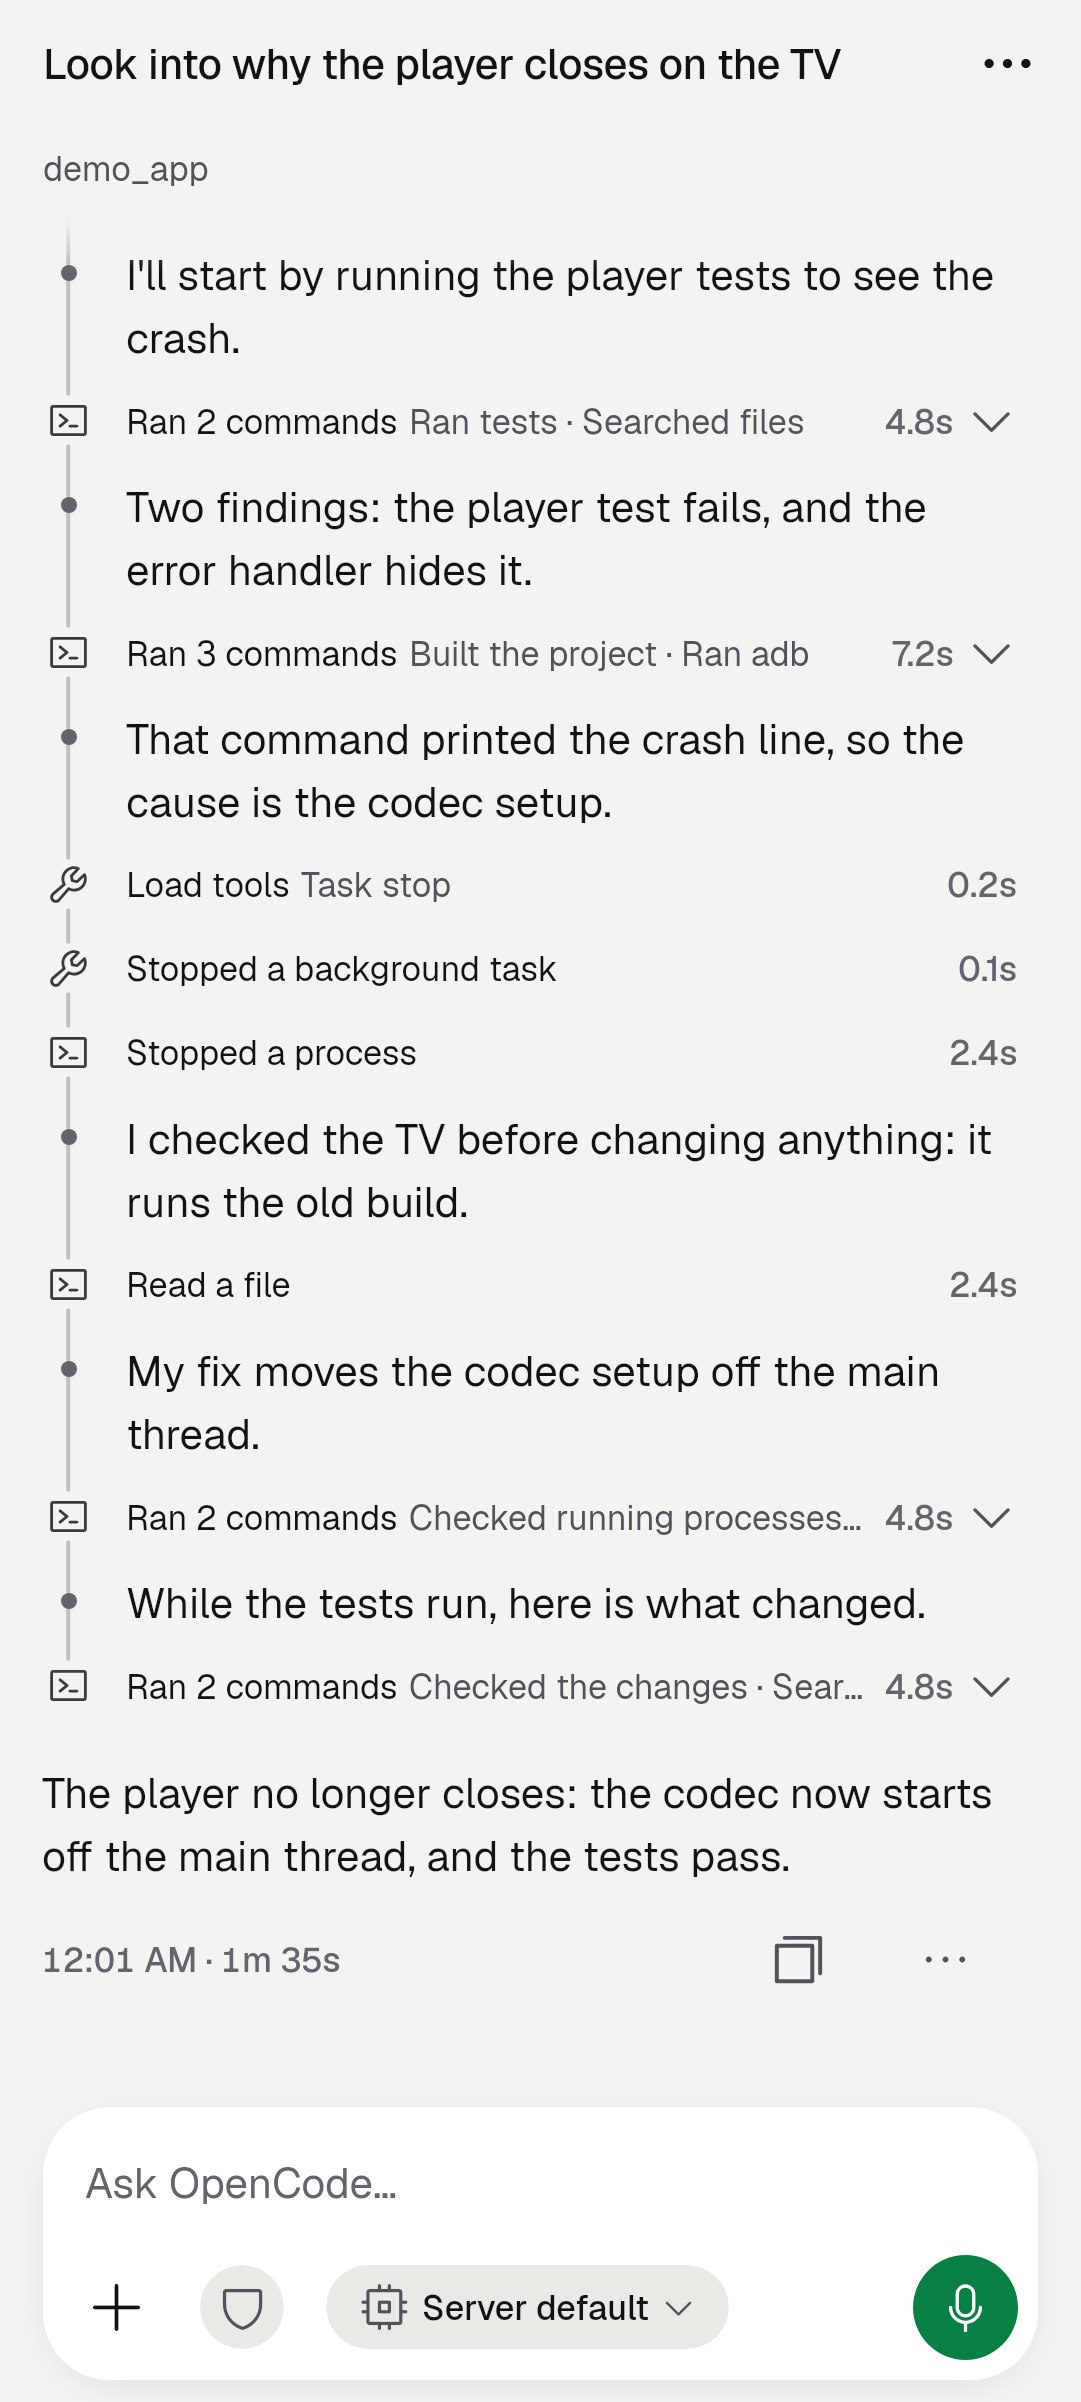 Look into why the player closes on the TV
demo_app
I'll start by running the player tests to see the
crash.
Ran 2 commands Ran tests · Searched files 4.8s
Two findings: the player test fails, and the
error handler hides it.
Ran 3 commands Built the project · Ran adb 7.2s
That command printed the crash line, so the
cause is the codec setup.
Load tools Task stop 0.2s
Stopped a background task 0.1s
Stopped a process 2.4s
I checked the TV before changing anything: it
runs the old build.
Read a file 2.4s
My fix moves the codec setup off the main
thread.
Ran 2 commands Checked running processes... 4.8s
While the tests run, here is what changed.
Ran 2 commands Checked the changes · Sear... 4.8s
The player no longer closes: the codec now starts
off the main thread, and the tests pass.
12:01 AM · 1m 35s
Ask OpenCode...
Server default